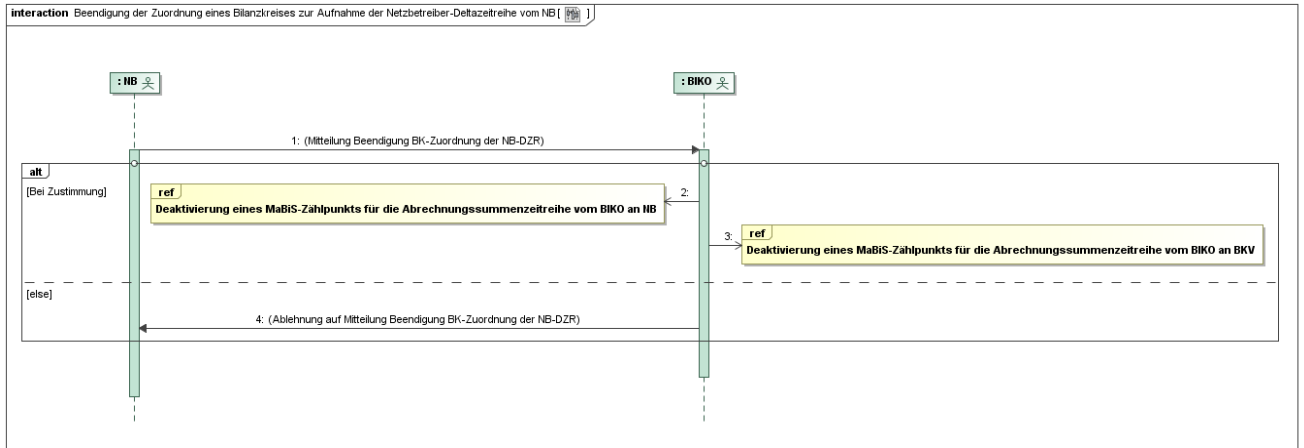 interaction Beendigung der Zuordnung eines Bilanzkreises zur Aufnahme der Netzbetreiber-Deltazeitreihe vom NB [ ]
: NB
: BIKO
1: (Mitteilung Beendigung BK-Zuordnung der NB-DZR)
alt
[Bei Zustimmung]
ref
2:
Deaktivierung eines MaBiS-Zählpunkts für die Abrechnungssummenzeitreihe vom BIKO an NB
ref
3:
Deaktivierung eines MaBiS-Zählpunkts für die Abrechnungssummenzeitreihe vom BIKO an BKV
[else]
4: (Ablehnung auf Mitteilung Beendigung BK-Zuordnung der NB-DZR)